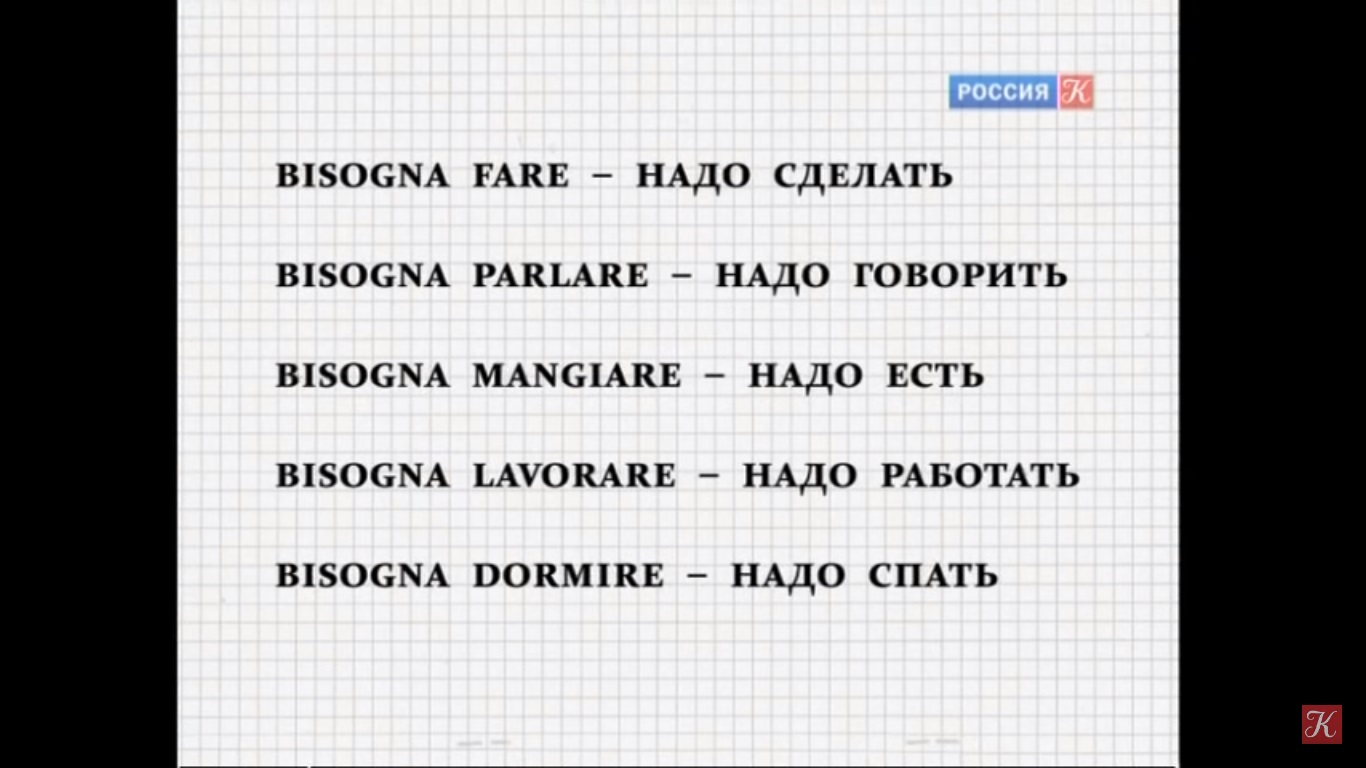 РОССИЯ К
BISOGNA FARE – НАДО СДЕЛАТЬ
BISOGNA PARLARE – НАДО ГОВОРИТЬ
BISOGNA MANGIARE – НАДО ЕСТЬ
BISOGNA LAVORARE – НАДО РАБОТАТЬ
BISOGNA DORMIRE – НАДО СПАТЬ
К